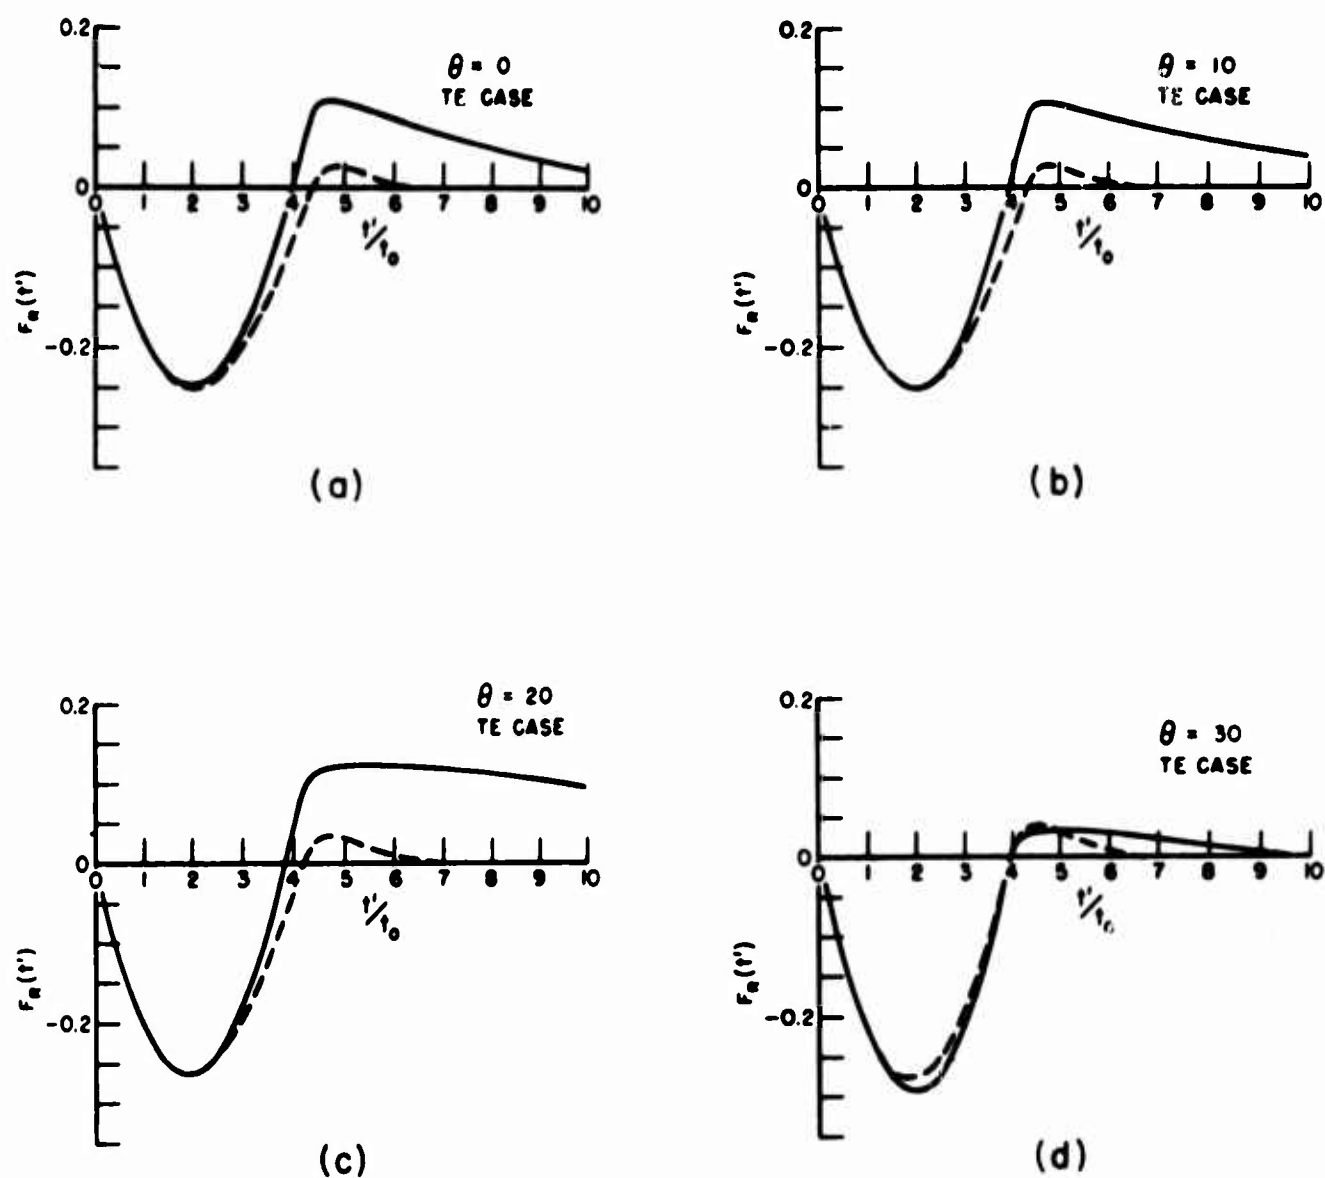 0.2
θ = 0
TE CASE
0
0 1 2 3 4 5 6 7 8 9 10
t'/t₀
F_R(t')
-0.2
(a)
0.2
θ = 10
TE CASE
0
0 1 2 3 4 5 6 7 8 9 10
t'/t₀
F_R(t')
-0.2
(b)
0.2
θ = 20
TE CASE
0
0 1 2 3 4 5 6 7 8 9 10
t'/t₀
F_R(t')
-0.2
(c)
0.2
θ = 30
TE CASE
0
0 1 2 3 4 5 6 7 8 9 10
t'/t₀
F_R(t')
-0.2
(d)